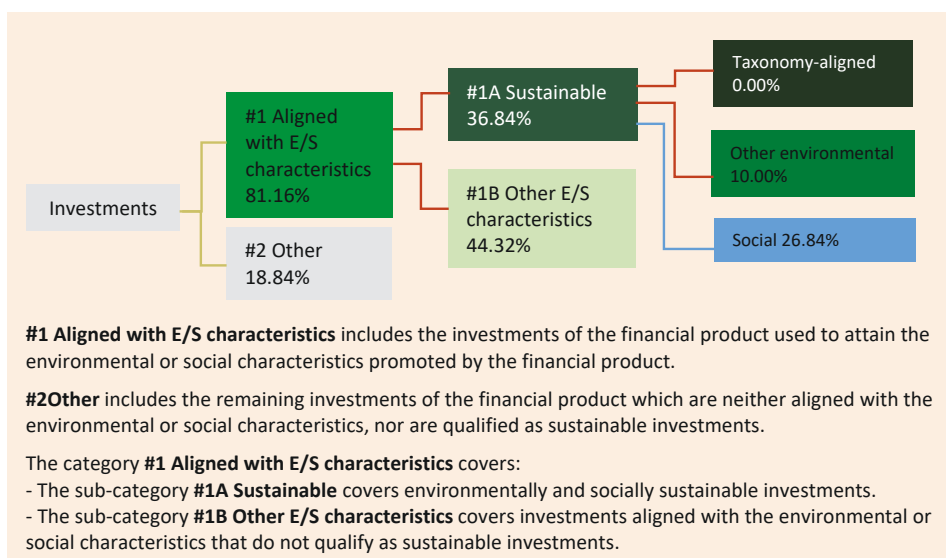 Investments
#1 Aligned
with E/S
characteristics
81.16%
#2 Other
18.84%
#1A Sustainable
36.84%
#1B Other E/S
characteristics
44.32%
Taxonomy-aligned
0.00%
Other environmental
10.00%
Social 26.84%
#1 Aligned with E/S characteristics includes the investments of the financial product used to attain the
environmental or social characteristics promoted by the financial product.
#2Other includes the remaining investments of the financial product which are neither aligned with the
environmental or social characteristics, nor are qualified as sustainable investments.
The category #1 Aligned with E/S characteristics covers:
- The sub-category #1A Sustainable covers environmentally and socially sustainable investments.
- The sub-category #1B Other E/S characteristics covers investments aligned with the environmental or
social characteristics that do not qualify as sustainable investments.